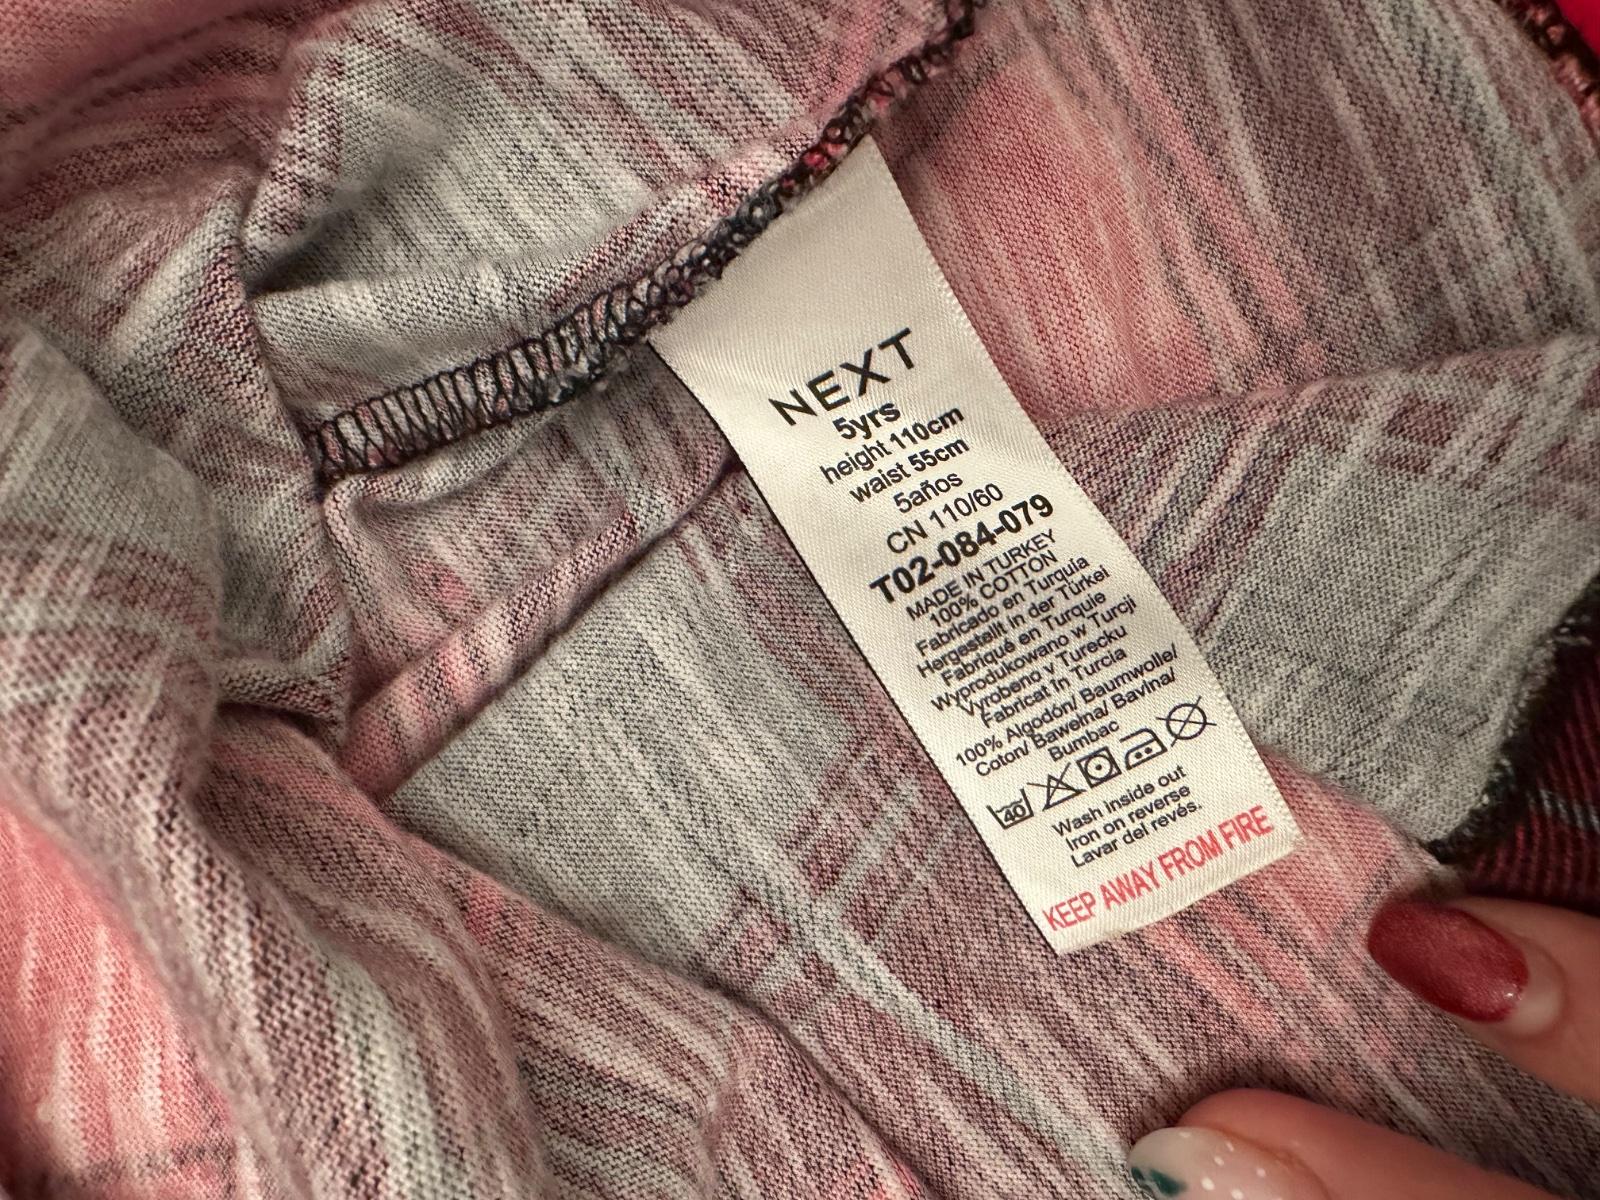 NEXT
5yrs
height 110cm
waist 55cm
5años
CN 110/60
T02-084-079
MADE IN TURKEY
100% COTTON
Fabricado en Turquía
Hergestellt in der Türkei
Fabriqué en Turquie
Wyprodukowano w Turcji
Vyrobeno v Turecku
Fabricat în Turcia
100% Algodón/ Baumwolle/
Coton/ Bawełna/ Bavlna/
Bumbac
40
Wash inside out
Iron on reverse
Lavar del revés.
KEEP AWAY FROM FIRE